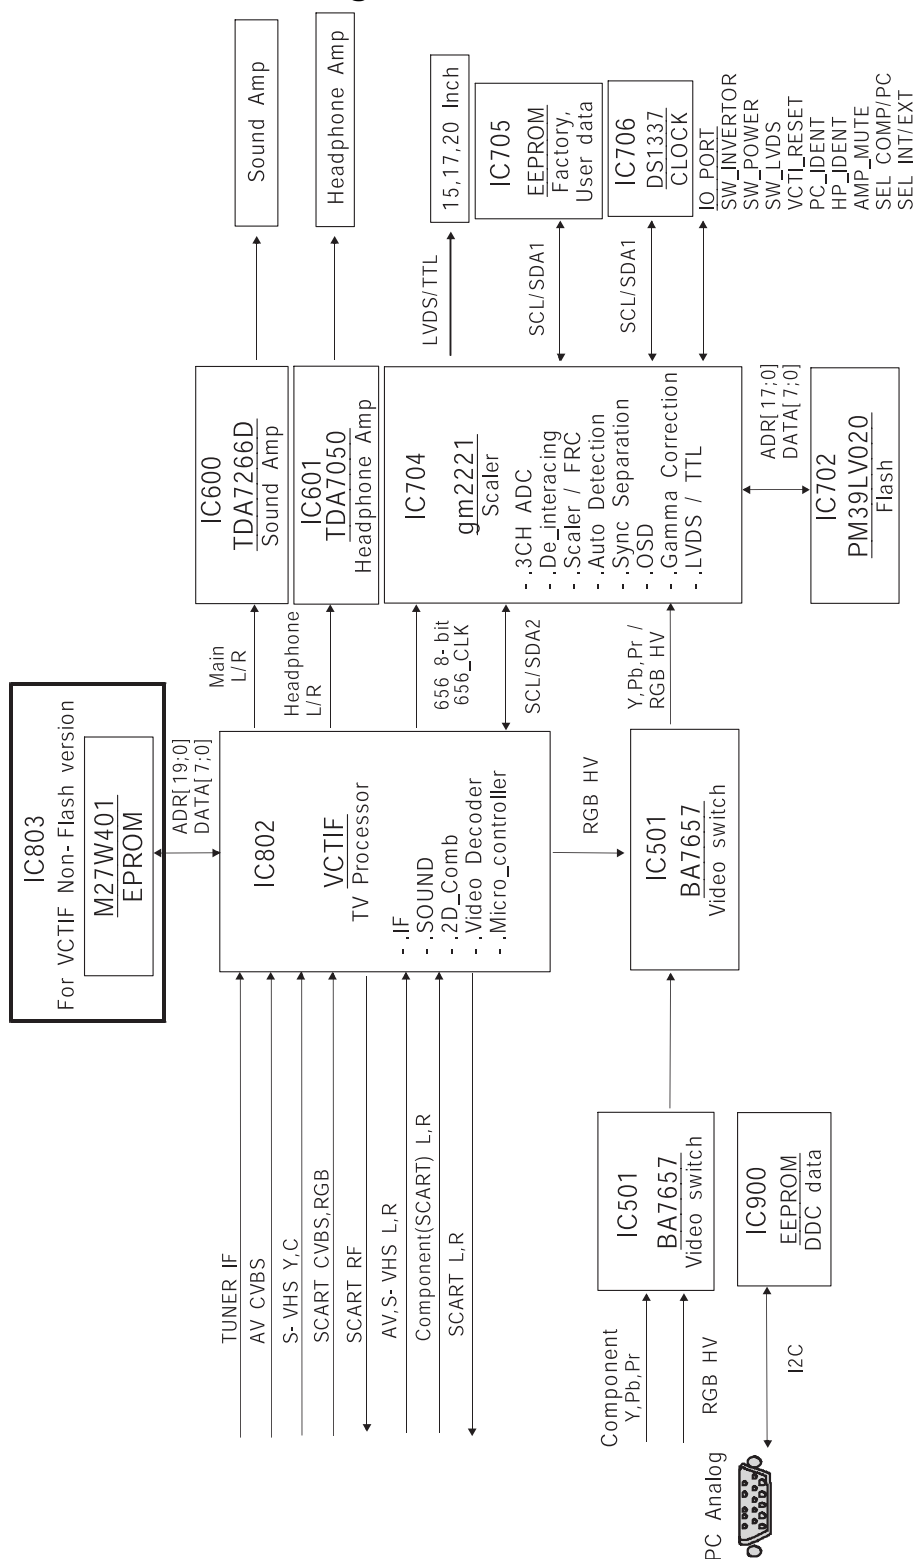 IC803
For VCTIF Non-Flash version
M27W401
EPROM
ADR[19;0]
DATA[7;0]
TUNER IF
AV CVBS
S-VHS Y,C
SCART CVBS,RGB
SCART RF
AV,S-VHS L,R
Component(SCART) L,R
SCART L,R
IC802
VCTIF
TV Processor
-.IF
-.SOUND
-.2D_Comb
-.Video Decoder
-.Micro_controller
Main
L/R
Headphone
L/R
656 8-bit
656_CLK
SCL/SDA2
RGB HV
IC600
TDA7266D
Sound Amp
IC601
TDA7050
Headphone Amp
Sound Amp
Headphone Amp
IC704
gm2221
Scaler
-.3CH ADC
-.De_interacing
-.Scaler / FRC
-.Auto Detection
-.Sync Separation
-.OSD
-.Gamma Correction
-.LVDS / TTL
LVDS/TTL
15,17,20 Inch
SCL/SDA1
IC705
EEPROM
Factory,
User data
SCL/SDA1
IC706
DS1337
CLOCK
IO PORT
SW_INVERTOR
SW_POWER
SW_LVDS
VCTI_RESET
PC_IDENT
HP_IDENT
AMP_MUTE
SEL COMP/PC
SEL INT/EXT
ADR[17;0]
DATA[7;0]
IC702
PM39LV020
Flash
Y,Pb,Pr /
RGB HV
IC501
BA7657
Video switch
Component
Y,Pb,Pr
RGB HV
IC501
BA7657
Video switch
PC Analog
I2C
IC900
EEPROM
DDC data